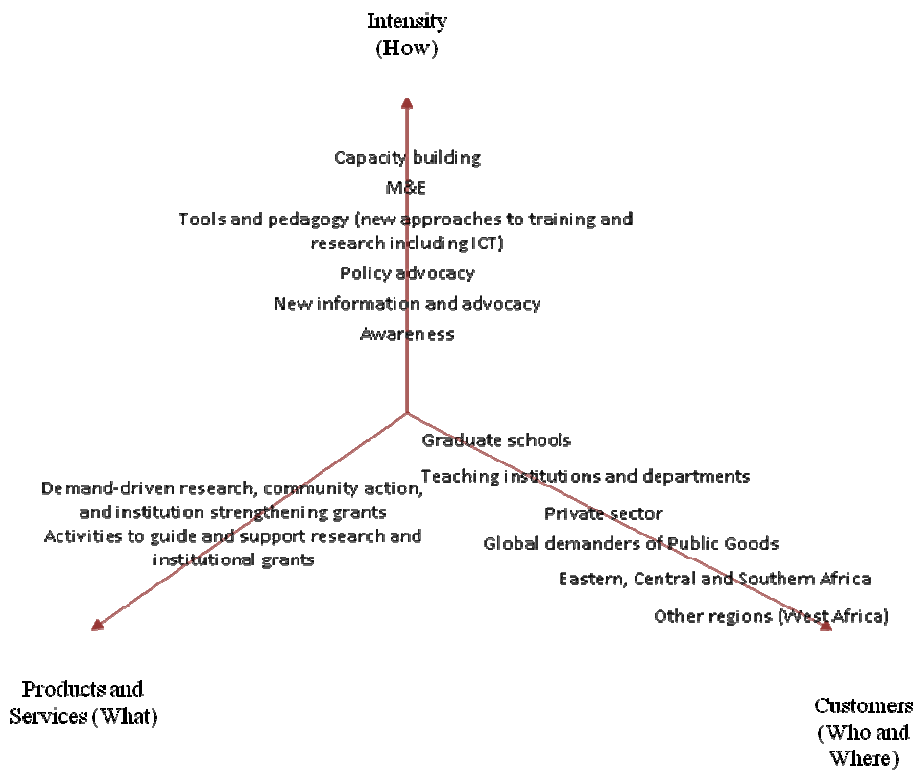 Intensity
(How)
Capacity building
M&E
Tools and pedagogy (new approaches to training and
research including ICT)
Policy advocacy
New information and advocacy
Awareness
Graduate schools
Teaching institutions and departments
Private sector
Global demanders of Public Goods
Eastern, Central and Southern Africa
Other regions (West Africa)
Demand-driven research, community action,
and institution strengthening grants
Activities to guide and support research and
institutional grants
Products and
Services (What)
Customers
(Who and
Where)